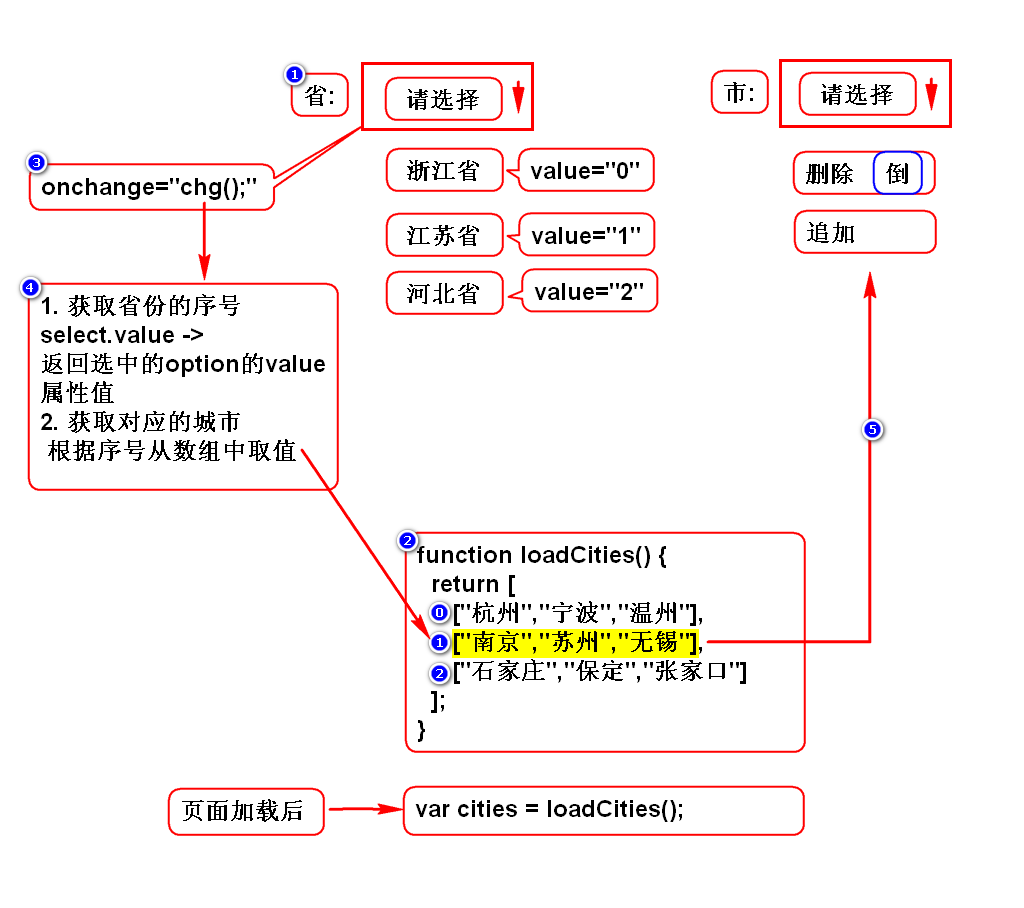 1
省:
请选择
市:
请选择
3
onchange="chg();"
浙江省
value="0"
删除
倒
江苏省
value="1"
追加
河北省
value="2"
4
1. 获取省份的序号
select.value ->
返回选中的option的value
属性值
2. 获取对应的城市
根据序号从数组中取值
5
2
function loadCities() {
return [
0
["杭州","宁波","温州"],
1
["南京","苏州","无锡"],
2
["石家庄","保定","张家口"]
];
}
页面加载后
var cities = loadCities();